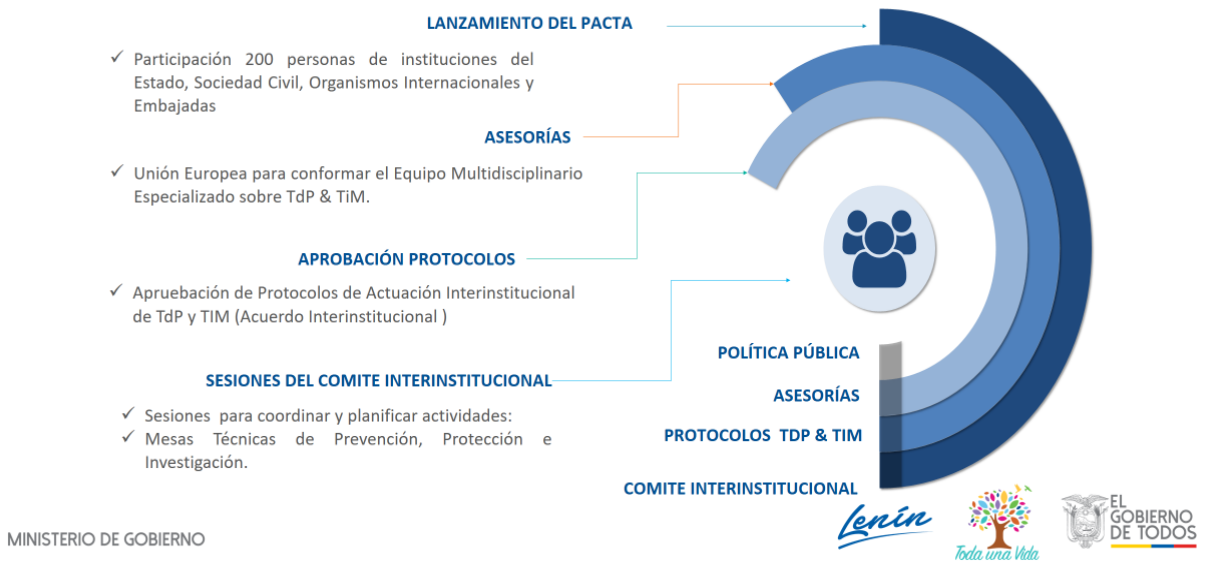 LANZAMIENTO DEL PACTA
✓ Participación 200 personas de instituciones del
Estado, Sociedad Civil, Organismos Internacionales y
Embajadas
ASESORÍAS
✓ Unión Europea para conformar el Equipo Multidisciplinario
Especializado sobre TdP & TiM.
APROBACIÓN PROTOCOLOS
✓ Apruebación de Protocolos de Actuación Interinstitucional
de TdP y TIM (Acuerdo Interinstitucional )
SESIONES DEL COMITE INTERINSTITUCIONAL
✓ Sesiones para coordinar y planificar actividades:
✓ Mesas Técnicas de Prevención, Protección e
Investigación.
POLÍTICA PÚBLICA
ASESORÍAS
PROTOCOLOS TDP & TIM
COMITE INTERINSTITUCIONAL
MINISTERIO DE GOBIERNO
Lenín
Toda una Vida
EL
GOBIERNO
DE TODOS